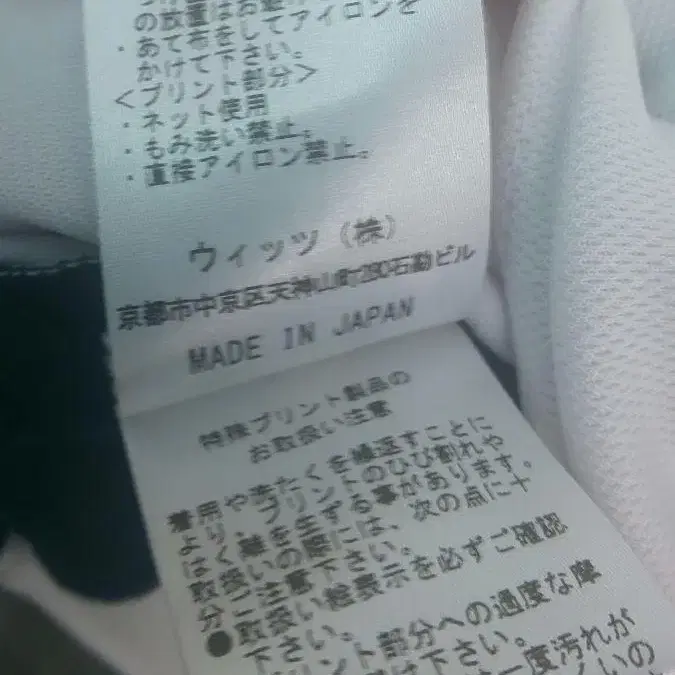 の放置はお避
・あて布をしてアイロンを
かけて下さい。
<プリント部分>
・ネット使用
・もみ洗い禁止。
・直接アイロン禁止。
ウィッツ(株)
京都市中京区天神山町280石勘ビル
MADE IN JAPAN
特殊プリント製品の
お取扱い注意
着用や洗たくを繰返すことに
より、プリントのひび割れや
はく離を生ずる事があります。
取扱いの際には、次の点に十
分ご注意下さい。
●取扱い絵表示を必ずご確認
下さい。
リント部分への過度な摩
下さい。
一度汚れが
いの